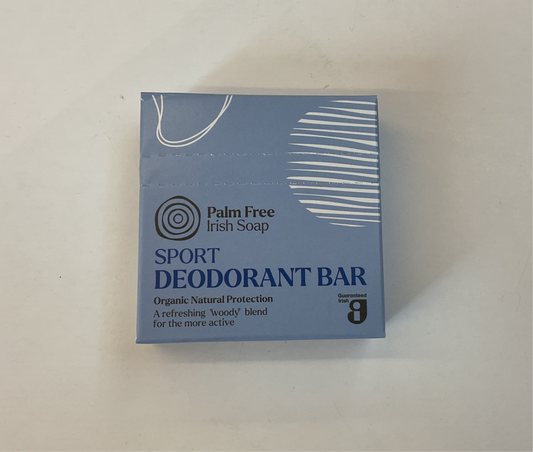 Palm Free
Irish Soap
SPORT
DEODORANT BAR
Organic Natural Protection
A refreshing 'woody' blend
for the more active
Guaranteed
Irish